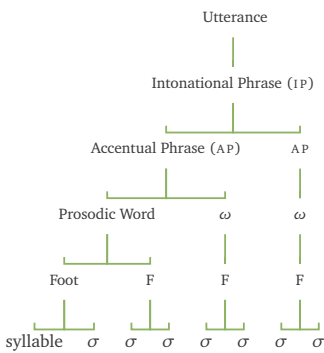 Utterance
Intonational Phrase (IP)
Accentual Phrase (AP) AP
Prosodic Word ω ω
Foot F F F
syllable σ σ σ σ σ σ σ